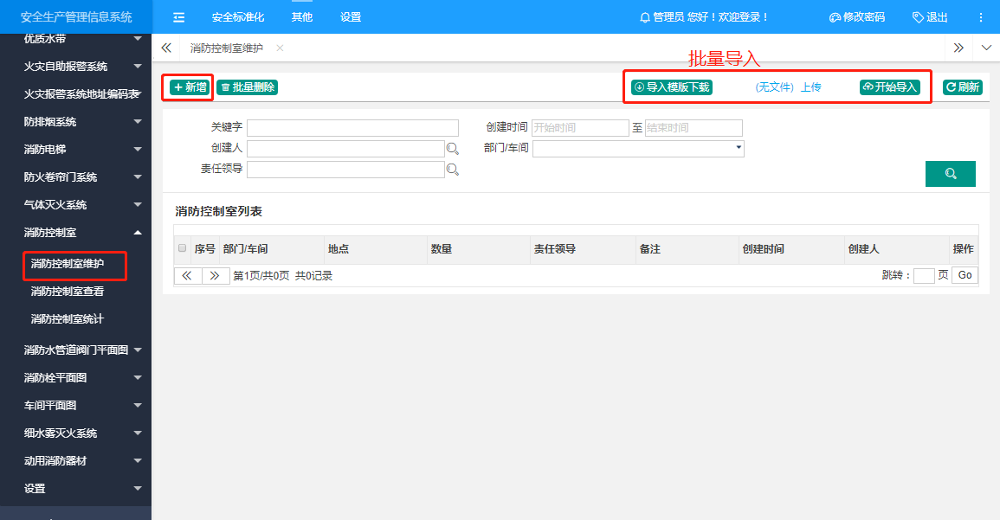 安全生产管理信息系统
安全标准化 其他 设置
管理员 您好！欢迎登录！ 修改密码 退出
优质水带
火灾自助报警系统
火灾报警系统地址编码表
防排烟系统
消防电梯
防火卷帘门系统
气体灭火系统
消防控制室
消防控制室维护
消防控制室查看
消防控制室统计
消防水管道阀门平面图
消防栓平面图
车间平面图
细水雾灭火系统
动用消防器材
设置
消防控制室维护
批量导入
新增 批量删除 导入模版下载 (无文件) 上传 开始导入 刷新
关键字 创建时间 开始时间 至 结束时间
创建人 部门/车间
责任领导
消防控制室列表
序号 部门/车间 地点 数量 责任领导 备注 创建时间 创建人 操作
第1页/共0页 共0记录 跳转： 页 Go